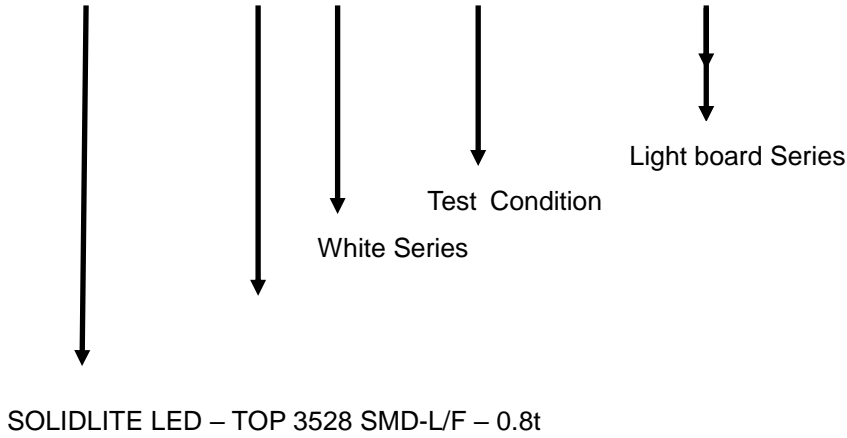 Light board Series
Test Condition
White Series
SOLIDLITE LED – TOP 3528 SMD-L/F – 0.8t